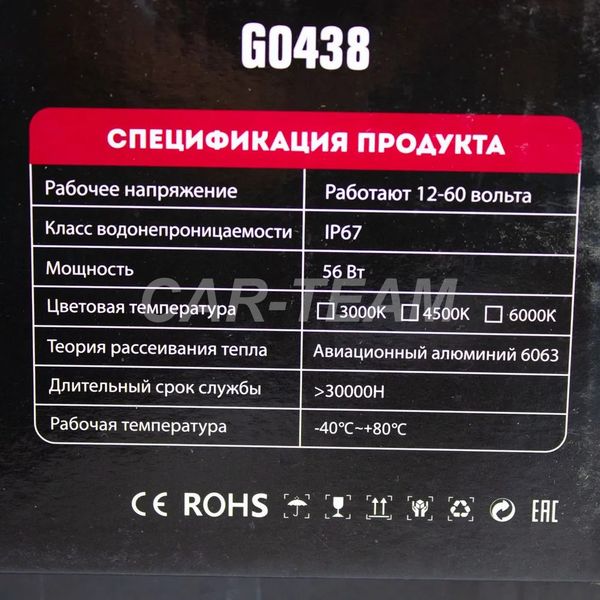 G0438
СПЕЦИФИКАЦИЯ ПРОДУКТА
Рабочее напряжение Работают 12-60 вольта
Класс водонепроницаемости IP67
Мощность 56 Вт
CAR-TEAM
Цветовая температура 3000K 4500K 6000K
Теория рассеивания тепла Авиационный алюминий 6063
Длительный срок службы >30000H
Рабочая температура -40℃~+80℃
CE ROHS EAC